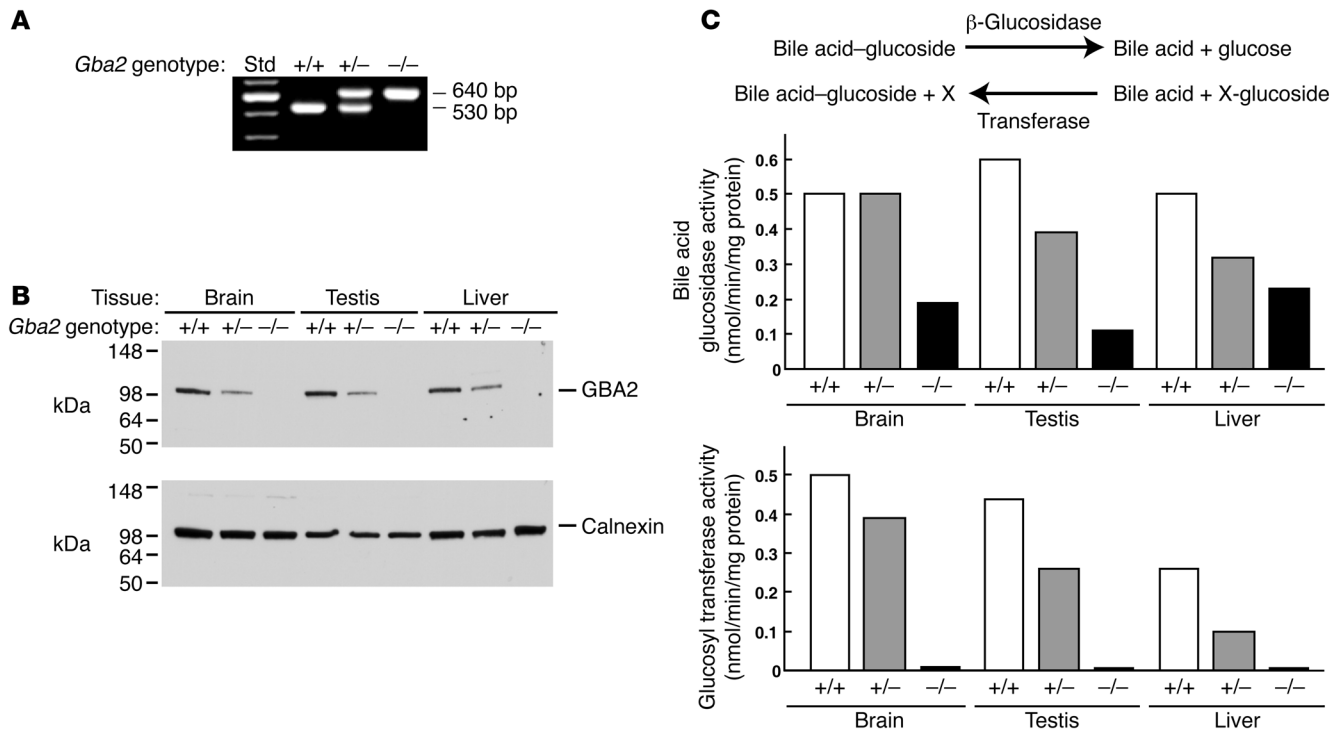 A
Gba2 genotype: Std +/+ +/– –/–
640 bp
530 bp
B
Tissue: Brain Testis Liver
Gba2 genotype: +/+ +/– –/– +/+ +/– –/– +/+ +/– –/–
148
98
64
50
kDa
GBA2
148
98
64
50
kDa
Calnexin
C
β-Glucosidase
Bile acid–glucoside Bile acid + glucose
Bile acid–glucoside + X Bile acid + X-glucoside
Transferase
Bile acid
glucosidase activity
(nmol/min/mg protein)
0.6
0.5
0.4
0.3
0.2
0.1
0
+/+ +/– –/– +/+ +/– –/– +/+ +/– –/–
Brain Testis Liver
Glucosyl transferase activity
(nmol/min/mg protein)
0.5
0.4
0.3
0.2
0.1
0
+/+ +/– –/– +/+ +/– –/– +/+ +/– –/–
Brain Testis Liver